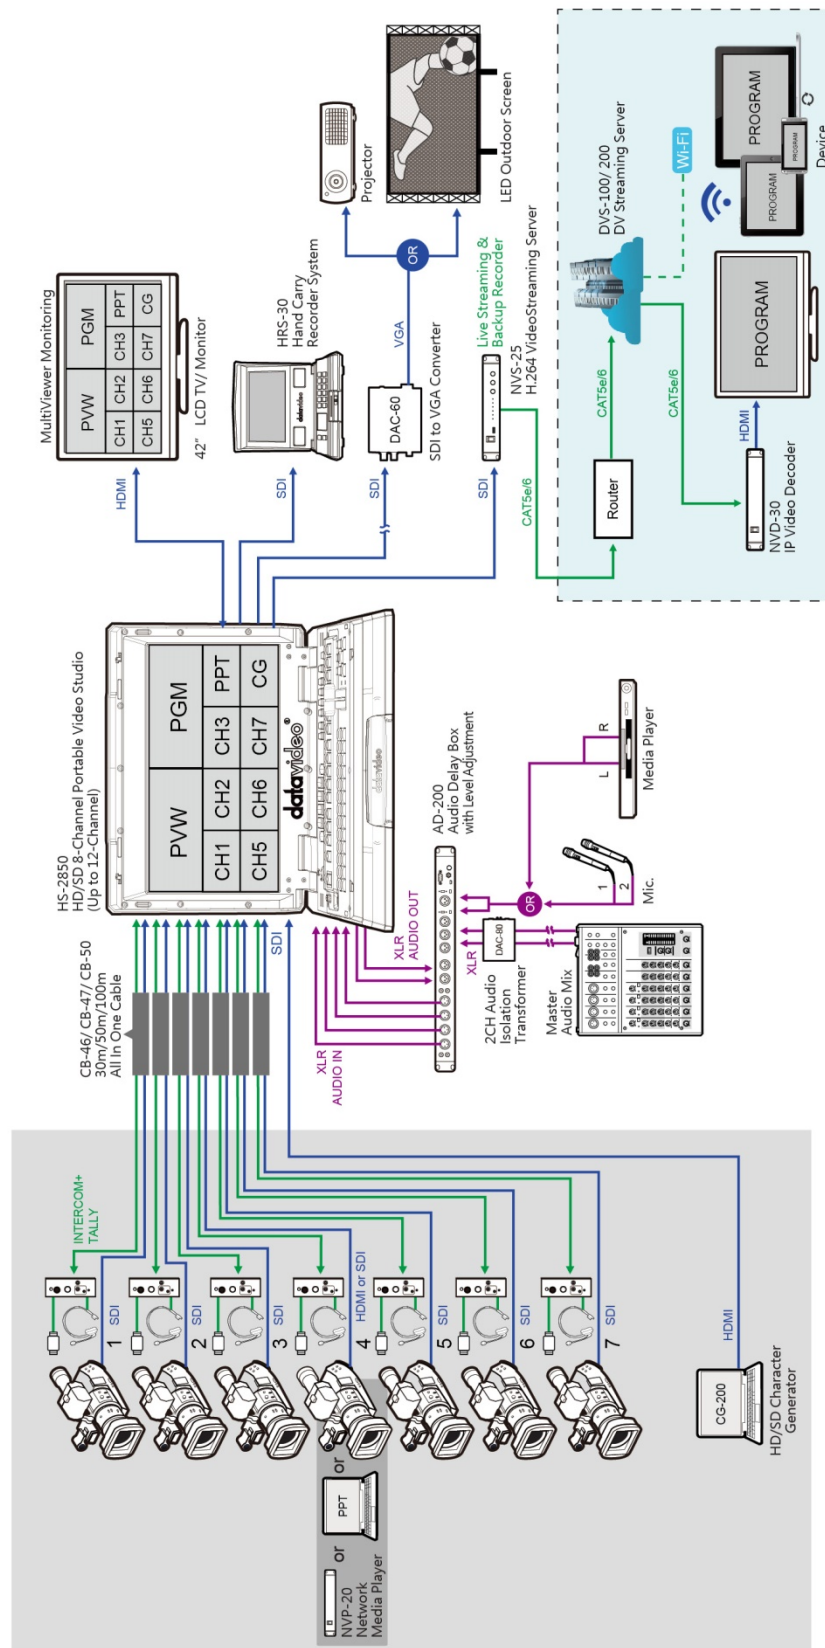 MultiViewer Monitoring
PVW
PGM
CH1
CH2
CH3
PPT
CH5
CH6
CH7
CG
42" LCD TV/ Monitor
HDMI
HRS-30
Hand Carry
Recorder System
datavideo
SDI
Projector
LED Outdoor Screen
OR
VGA
DAC-60
SDI to VGA Converter
SDI
Live Streaming &
Backup Recorder
NVS-25
H.264 VideoStreaming Server
SDI
CAT5e/6
Router
CAT5e/6
DVS-100/ 200
DV Streaming Server
Wi-Fi
CAT5e/6
NVD-30
IP Video Decoder
HDMI
PROGRAM
PROGRAM
PROGRAM
PROGRAM
Device
HS-2850
HD/SD 8-Channel Portable Video Studio
(Up to 12-Channel)
PVW
PGM
CH1
CH2
CH3
PPT
CH5
CH6
CH7
CG
datavideo®
CB-46/ CB-47/ CB-50
30m/50m/100m
All In One Cable
SDI
XLR
AUDIO IN
XLR
AUDIO OUT
AD-200
Audio Delay Box
with Level Adjustment
XLR
DAC-80
2CH Audio
Isolation
Transformer
OR
L
R
Media Player
1
2
Mic.
Master
Audio Mix
INTERCOM+
TALLY
1
SDI
2
SDI
3
SDI
4
HDMI or SDI
5
SDI
6
SDI
7
SDI
or
PPT
or
NVP-20
Network
Media Player
HDMI
CG-200
HD/SD Character
Generator